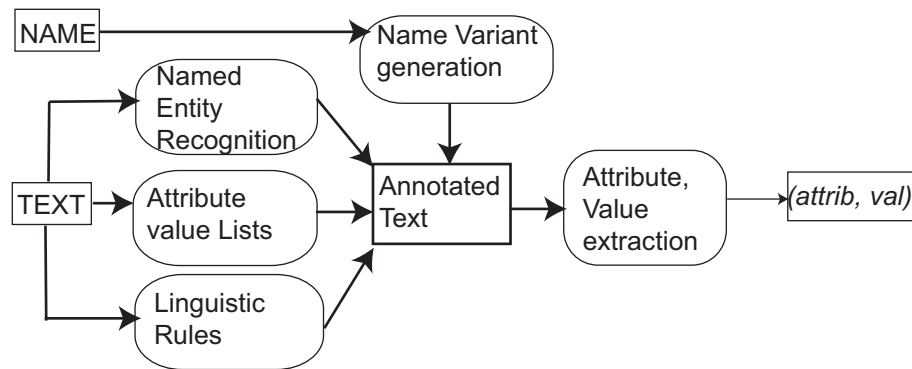 NAME
Name Variant
generation
Named
Entity
Recognition
TEXT
Attribute
value Lists
Annotated
Text
Attribute,
Value
extraction
(attrib, val)
Linguistic
Rules